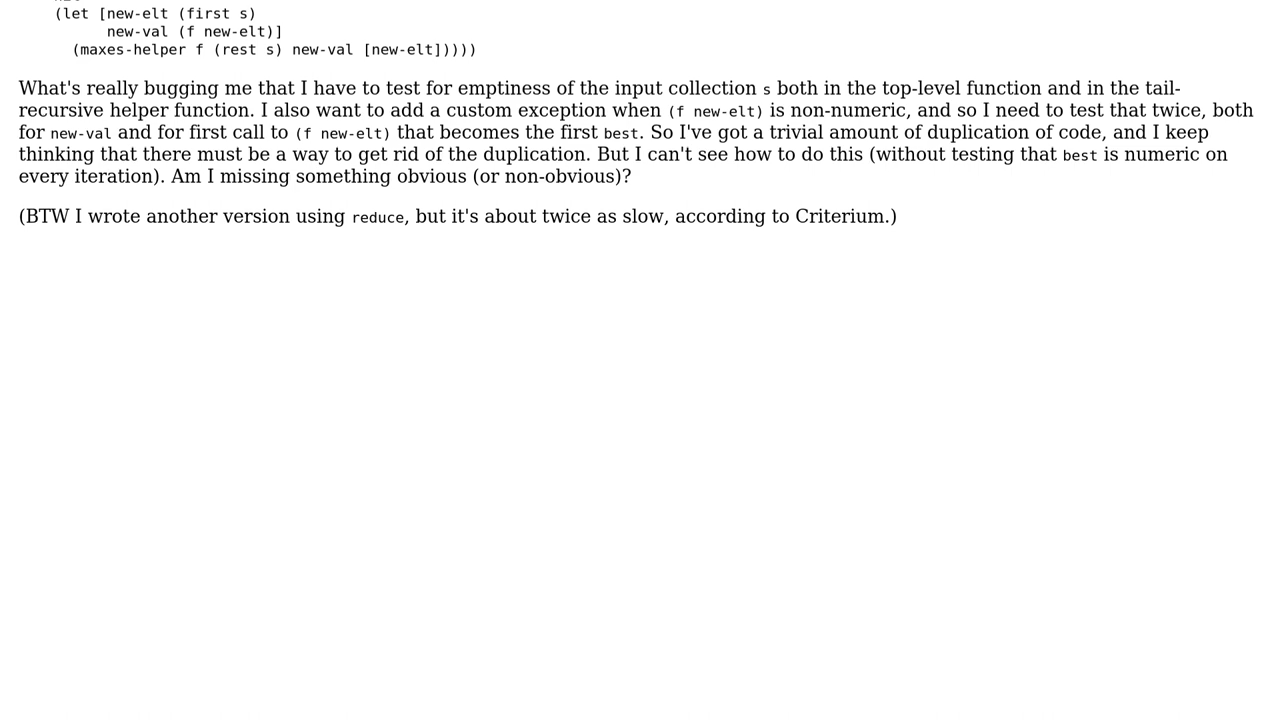 (let [new-elt (first s)
new-val (f new-elt)]
(maxes-helper f (rest s) new-val [new-elt]))))
What's really bugging me that I have to test for emptiness of the input collection s both in the top-level function and in the tail-
recursive helper function. I also want to add a custom exception when (f new-elt) is non-numeric, and so I need to test that twice, both
for new-val and for first call to (f new-elt) that becomes the first best. So I've got a trivial amount of duplication of code, and I keep
thinking that there must be a way to get rid of the duplication. But I can't see how to do this (without testing that best is numeric on
every iteration). Am I missing something obvious (or non-obvious)?
(BTW I wrote another version using reduce, but it's about twice as slow, according to Criterium.)